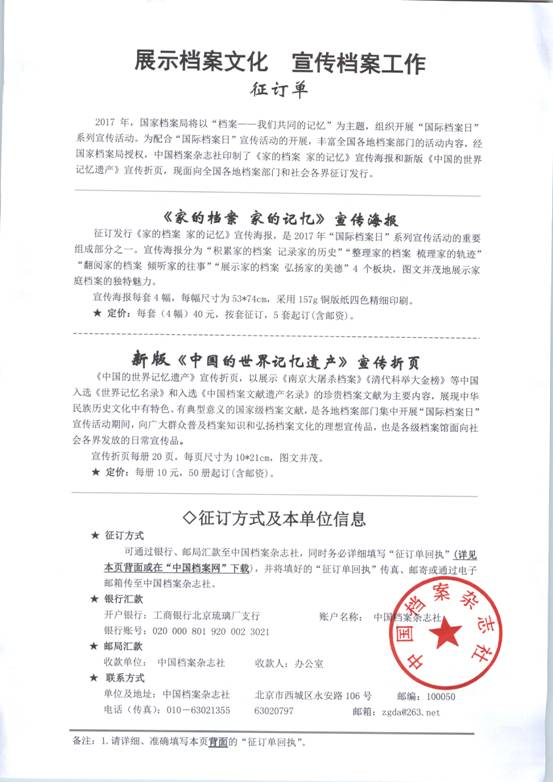 展示档案文化　宣传档案工作
征订单
2017 年，国家档案局将以“档案——我们共同的记忆”为主题，组织开展“国际档案日”
系列宣传活动。为配合“国际档案日”宣传活动的开展，丰富全国各地档案部门的活动内容，经
国家档案局授权，中国档案杂志社印制了《家的档案 家的记忆》宣传海报和新版《中国的世界
记忆遗产》宣传折页，现面向全国各地档案部门和社会各界征订发行。
《家的档案 家的记忆》宣传海报
征订发行《家的档案 家的记忆》宣传海报，是 2017 年“国际档案日”系列宣传活动的重要
组成部分之一。宣传海报分为“积累家的档案 记录家的历史”“整理家的档案 梳理家的轨迹”
“翻阅家的档案 倾听家的往事”“展示家的档案 弘扬家的美德”4 个板块，图文并茂地展示家
庭档案的独特魅力。
宣传海报每套 4 幅，每幅尺寸为 53*74cm，采用 157g 铜版纸四色精细印刷。
★ 定价：每套（4 幅）40 元，按套征订，5 套起订(含邮资)。
新版《中国的世界记忆遗产》宣传折页
《中国的世界记忆遗产》宣传折页，以展示《南京大屠杀档案》《清代科举大金榜》等中国
入选《世界记忆名录》和入选《中国档案文献遗产名录》的珍贵档案文献为主要内容，展现中华
民族历史文化中有特色、有典型意义的国家级档案文献，是各地档案部门集中开展“国际档案日”
宣传活动期间，向广大群众普及档案知识和弘扬档案文化的理想宣传品，也是各级档案馆面向社
会各界发放的日常宣传品。
宣传折页每册 20 页，每页尺寸为 10*21cm，图文并茂。
★ 定价：每册 10 元，50 册起订(含邮资)。
◇征订方式及本单位信息
★ 征订方式
可通过银行、邮局汇款至中国档案杂志社，同时务必详细填写“征订单回执”(详见
本页背面或在“中国档案网”下载)，并将填好的“征订单回执”传真、邮寄或通过电子
邮箱传至中国档案杂志社。
★ 银行汇款
开户银行：工商银行北京琉璃厂支行　账户名称：　中国档案杂志社
银行账号：020 000 801 920 002 3021
★ 邮局汇款
收款单位：　中国档案杂志社　收款人：办公室
★ 联系方式
单位及地址：中国档案杂志社　北京市西城区永安路 106 号　邮编：100050
电话（传真)：010－63021355　63020797　邮箱：zgda@263.net
中国档案杂志社
备注：1.请详细、准确填写本页背面的“征订单回执”。